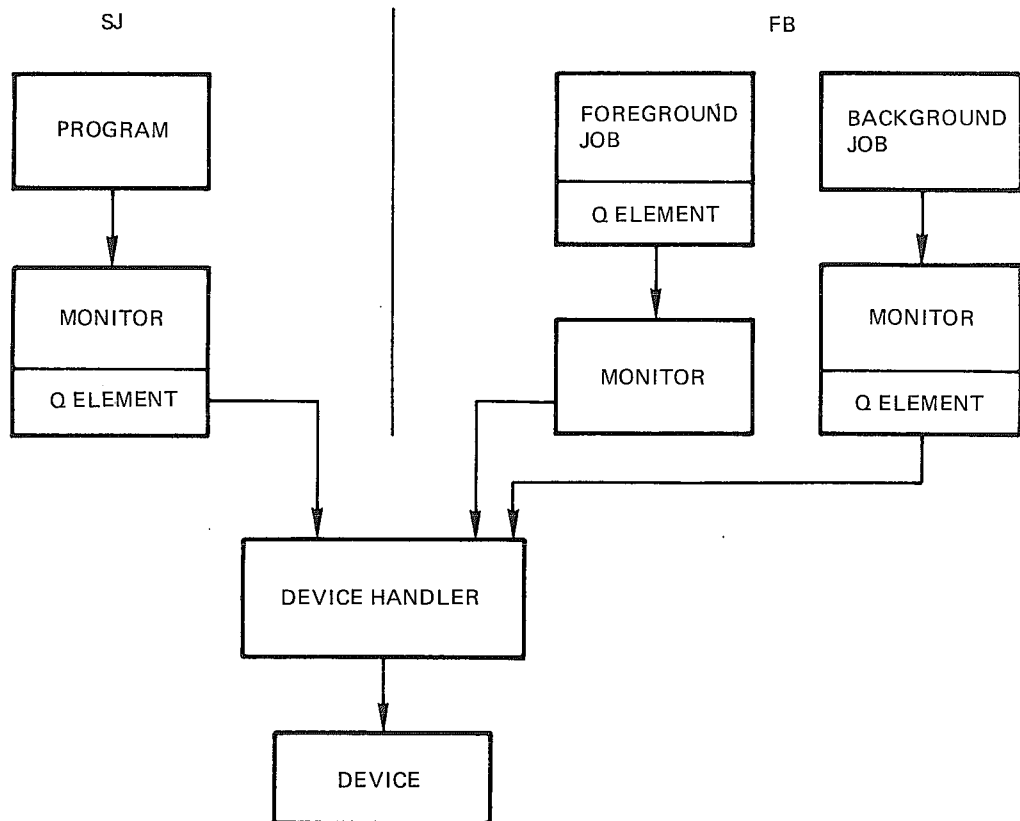 SJ
FB
PROGRAM
FOREGROUND
JOB
BACKGROUND
JOB
Q ELEMENT
MONITOR
MONITOR
MONITOR
Q ELEMENT
Q ELEMENT
DEVICE HANDLER
DEVICE